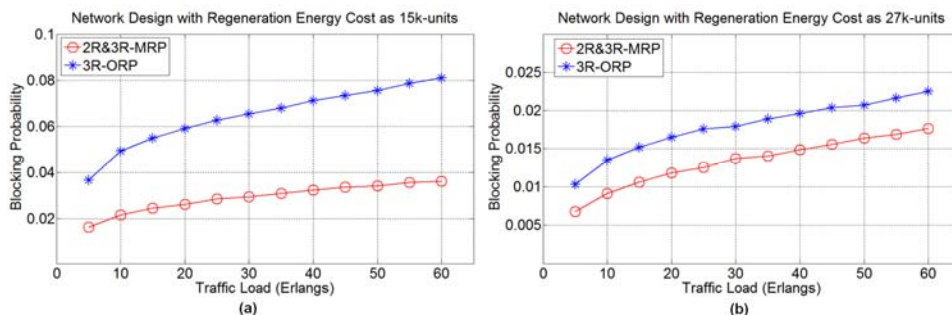 Network Design with Regeneration Energy Cost as 15k-units
0.1
0.08
0.06
0.04
0.02
Blocking Probability
2R&3R-MRP
3R-ORP
0 10 20 30 40 50 60
Traffic Load (Erlangs)
(a)
Network Design with Regeneration Energy Cost as 27k-units
0.025
0.02
0.015
0.01
0.005
Blocking Probability
2R&3R-MRP
3R-ORP
0 10 20 30 40 50 60
Traffic Load (Erlangs)
(b)